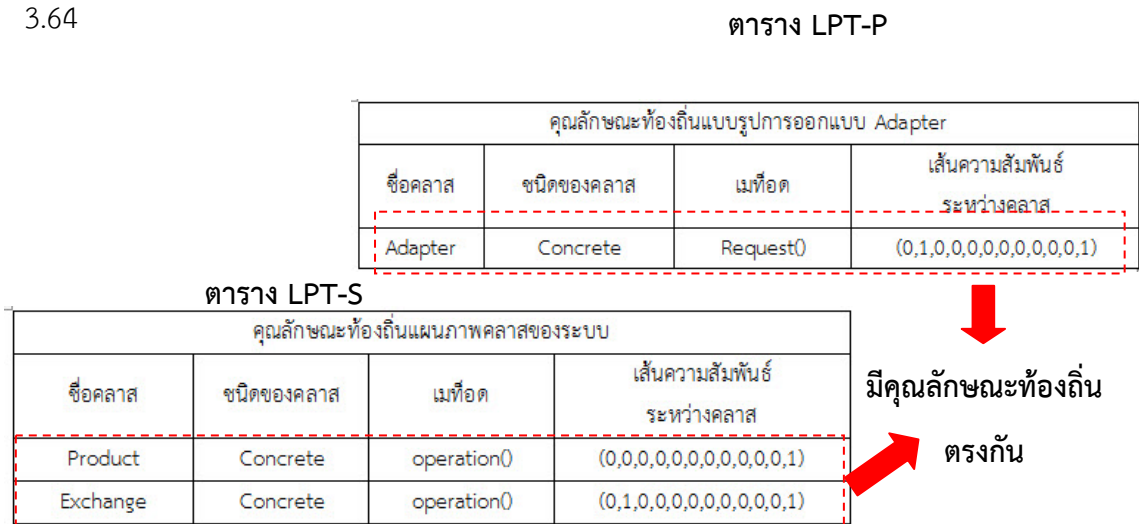 3.64
ตาราง LPT-P
คุณลักษณะท้องถิ่นแบบรูปการออกแบบ Adapter
ชื่อคลาส ชนิดของคลาส เมท็อด เส้นความสัมพันธ์
ระหว่างคลาส
Adapter Concrete Request() (0,1,0,0,0,0,0,0,0,0,0,1)
ตาราง LPT-S
คุณลักษณะท้องถิ่นแผนภาพคลาสของระบบ
ชื่อคลาส ชนิดของคลาส เมท็อด เส้นความสัมพันธ์
ระหว่างคลาส
Product Concrete operation() (0,0,0,0,0,0,0,0,0,0,0,1)
Exchange Concrete operation() (0,1,0,0,0,0,0,0,0,0,0,1)
มีคุณลักษณะท้องถิ่น
ตรงกัน